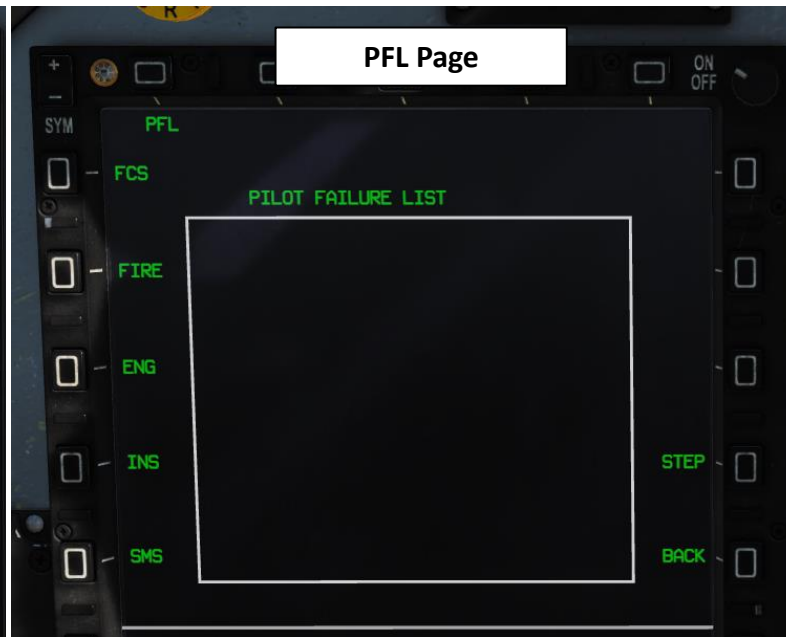 R
PFL Page
+
ON
OFF
-
SYM
PFL
FCS
PILOT FAILURE LIST
FIRE
ENG
INS
STEP
SMS
BACK